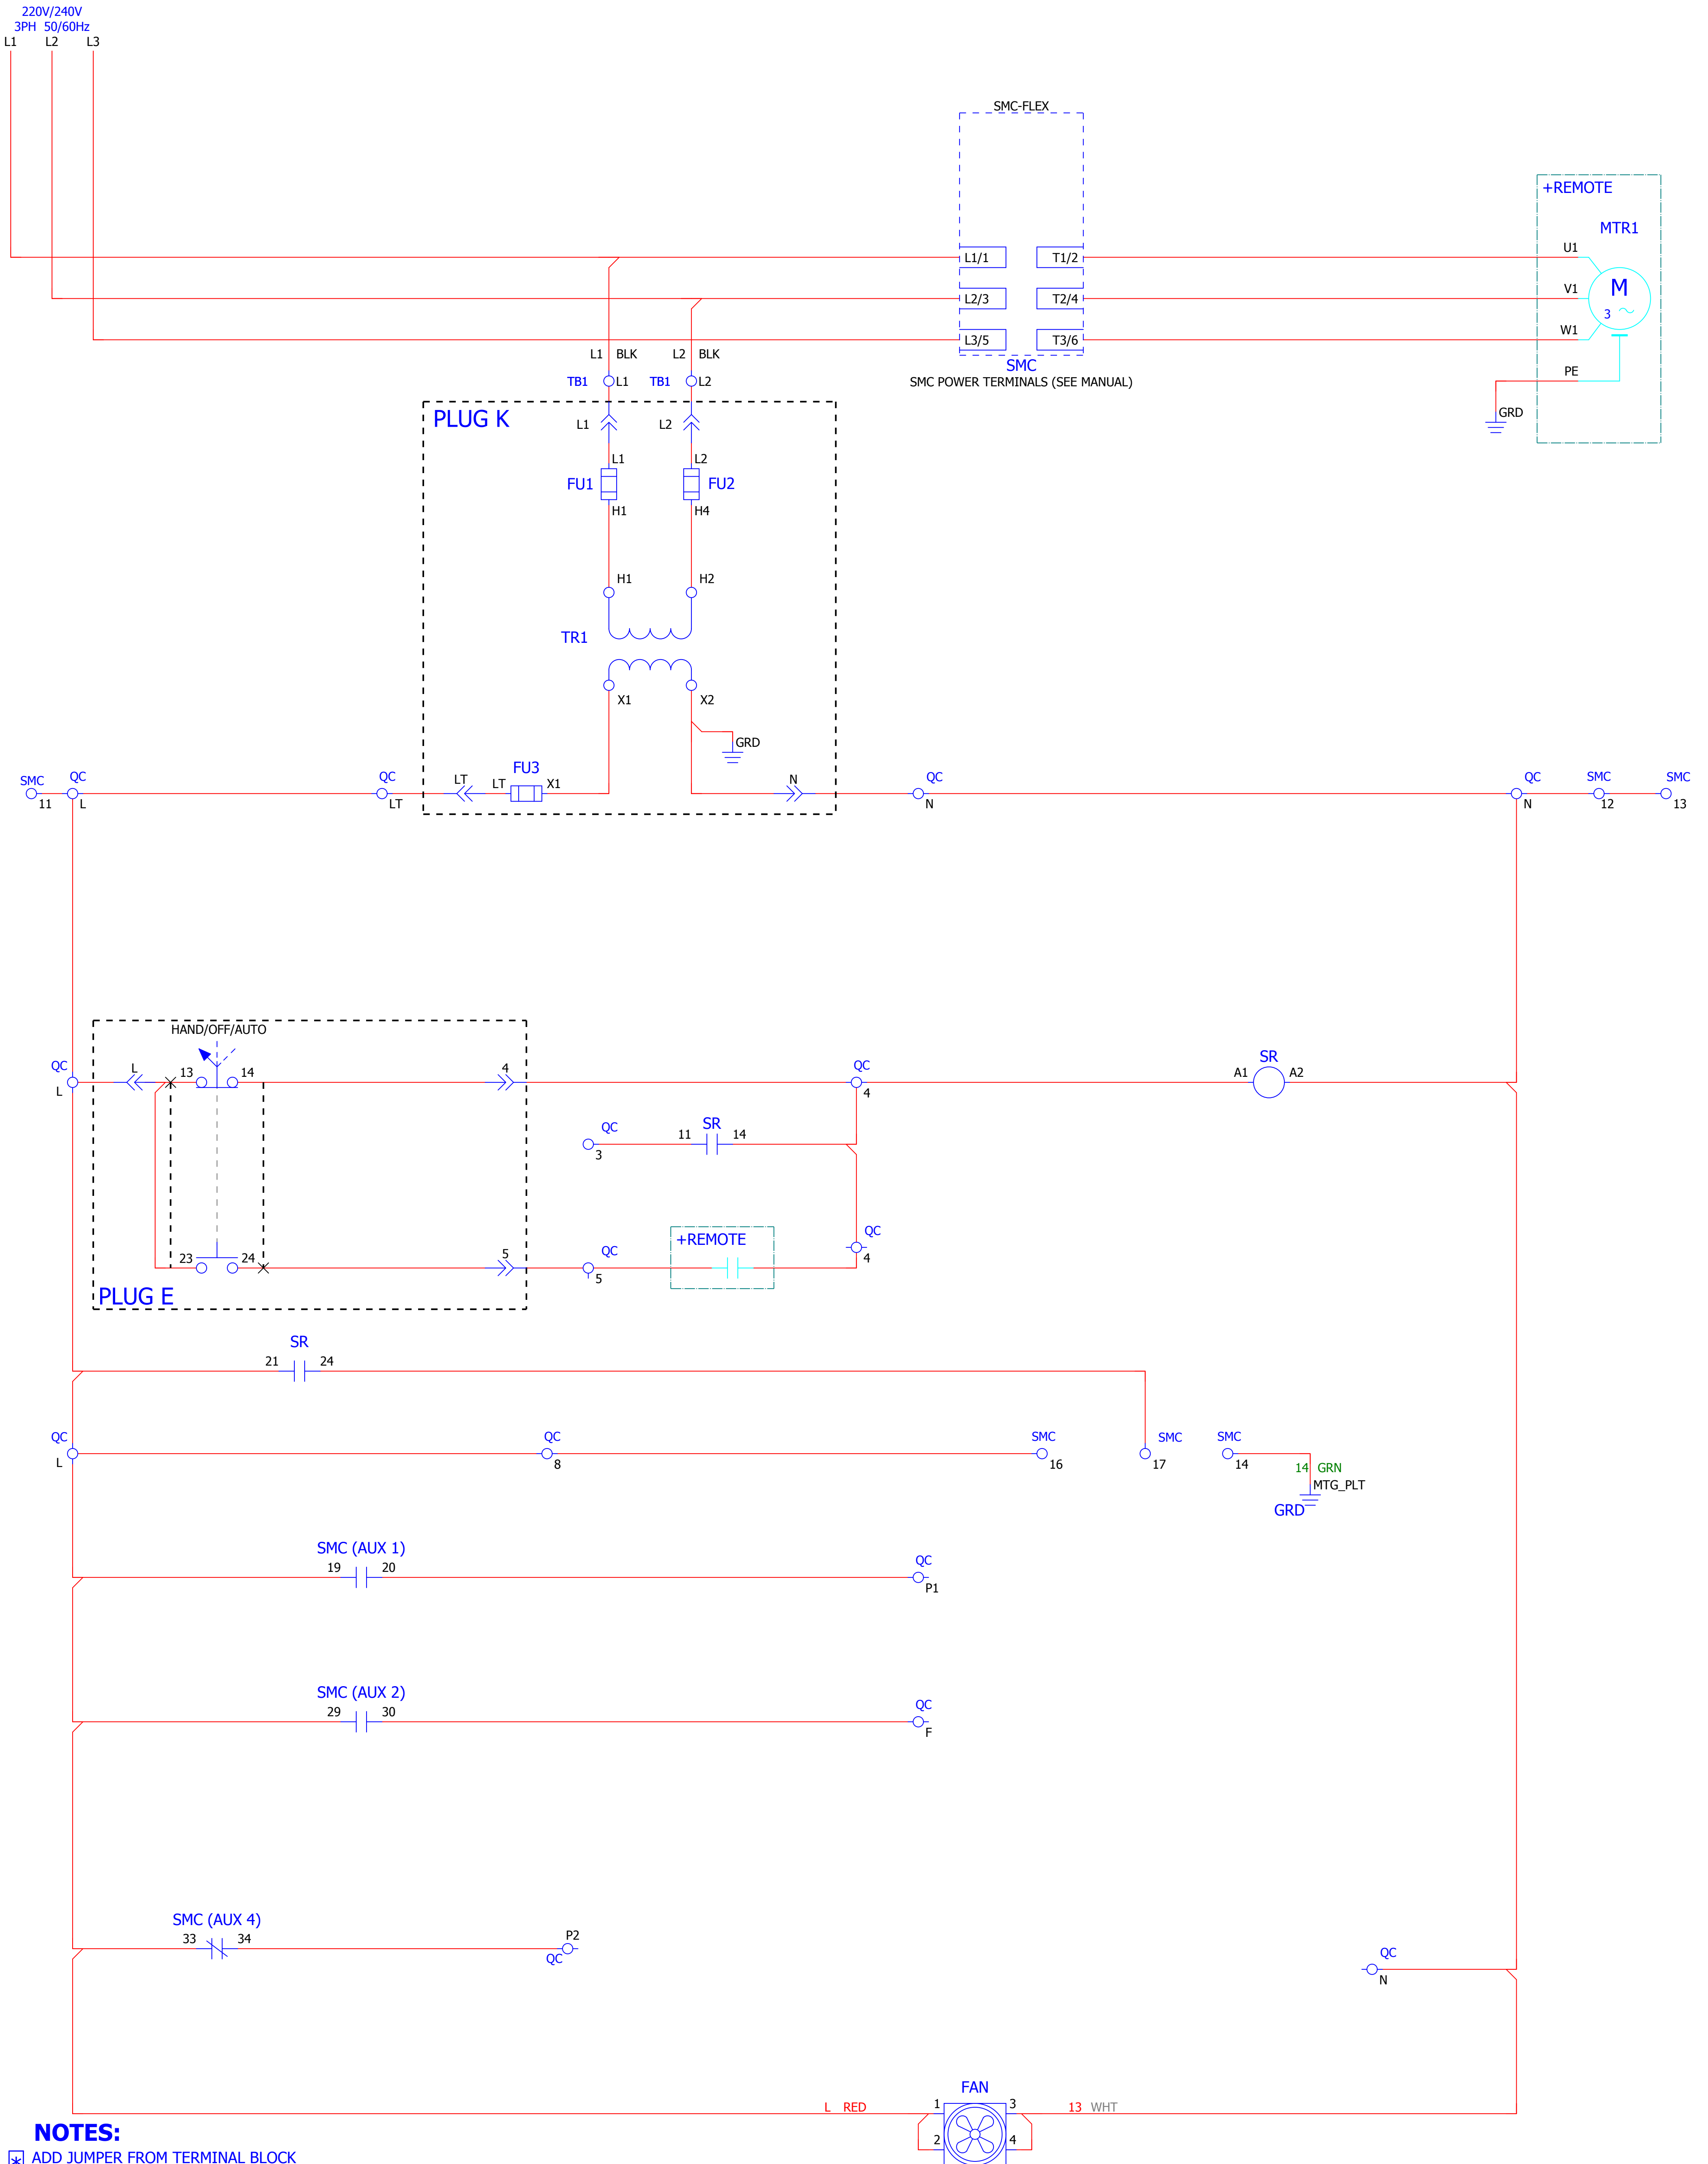 220V/240V
3PH 50/60Hz
L1 L2 L3
SMC-FLEX
+REMOTE
MTR1
U1
L1/1 T1/2
M
3
V1
L2/3 T2/4
W1
L3/5 T3/6
L1 BLK L2 BLK
SMC
SMC POWER TERMINALS (SEE MANUAL)
PE
GRD
TB1 L1 TB1 L2
PLUG K
L1 L2
L1 L2
FU1 FU2
H1 H4
H1 H2
TR1
X1 X2
GRD
SMC QC QC LT LT FU3 X1 N QC QC SMC SMC
11 L LT N N 12 13
HAND/OFF/AUTO
QC L 13 14 4 QC A1 SR A2
L 4
QC 11 SR 14
3
QC
4
+REMOTE
23 24 5 QC
5
PLUG E
SR
21 24
QC QC SMC SMC SMC
L 8 16 17 14
14 GRN
MTG_PLT
GRD
SMC (AUX 1)
19 20 QC
P1
SMC (AUX 2)
29 30 QC
F
SMC (AUX 4)
33 34 P2
QC
QC
N
FAN
L RED 1 3 13 WHT
2 4
NOTES:
* ADD JUMPER FROM TERMINAL BLOCK